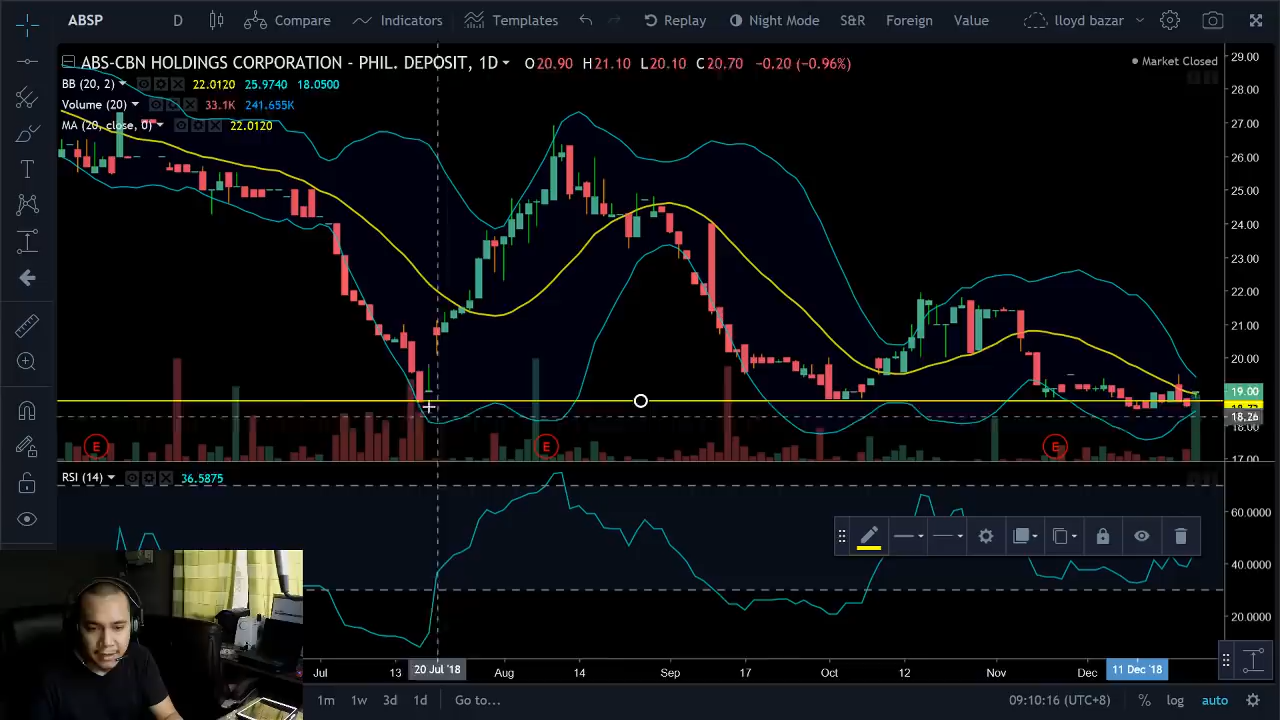 ABSP D Compare Indicators Templates Replay Night Mode S&R Foreign Value lloyd bazar
ABS-CBN HOLDINGS CORPORATION - PHIL. DEPOSIT, 1D O20.90 H21.10 L20.10 C20.70 −0.20 (−0.96%)
Market Closed
BB (20, 2) 22.0120 25.9740 18.0500
Volume (20) 33.1K 241.655K
MA (20, close, 0) 22.0120
29.00
28.00
27.00
26.00
25.00
24.00
23.00
22.00
21.00
20.00
19.00
18.26
18.00
17.00
E E E
RSI (14) 36.5875
60.0000
40.0000
20.0000
Jul 13 20 Jul '18 Aug 14 Sep 17 Oct 12 Nov Dec 11 Dec '18
1m 1w 3d 1d Go to... 09:10:16 (UTC+8) % log auto